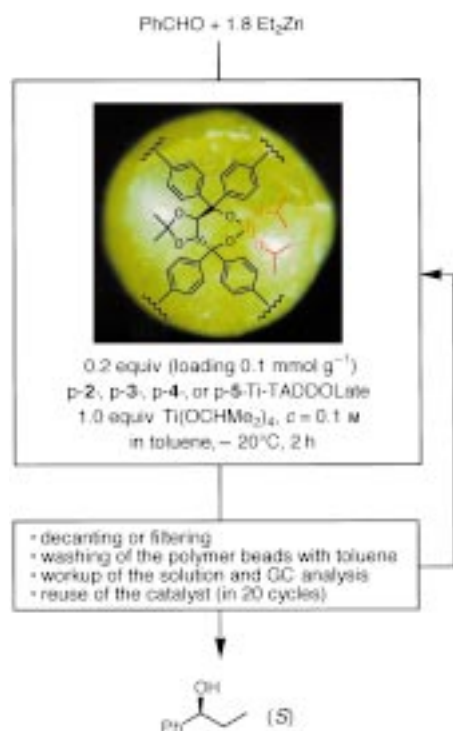 PhCHO + 1.8 Et₂Zn
0.2 equiv (loading 0.1 mmol g⁻¹)
p-2-, p-3-, p-4-, or p-5-Ti-TADDOLate
1.0 equiv Ti(OCHMe₂)₄, c = 0.1 M
in toluene, – 20°C, 2 h
• decanting or filtering
• washing of the polymer beads with toluene
• workup of the solution and GC analysis
• reuse of the catalyst (in 20 cycles)
OH
Ph
(S)